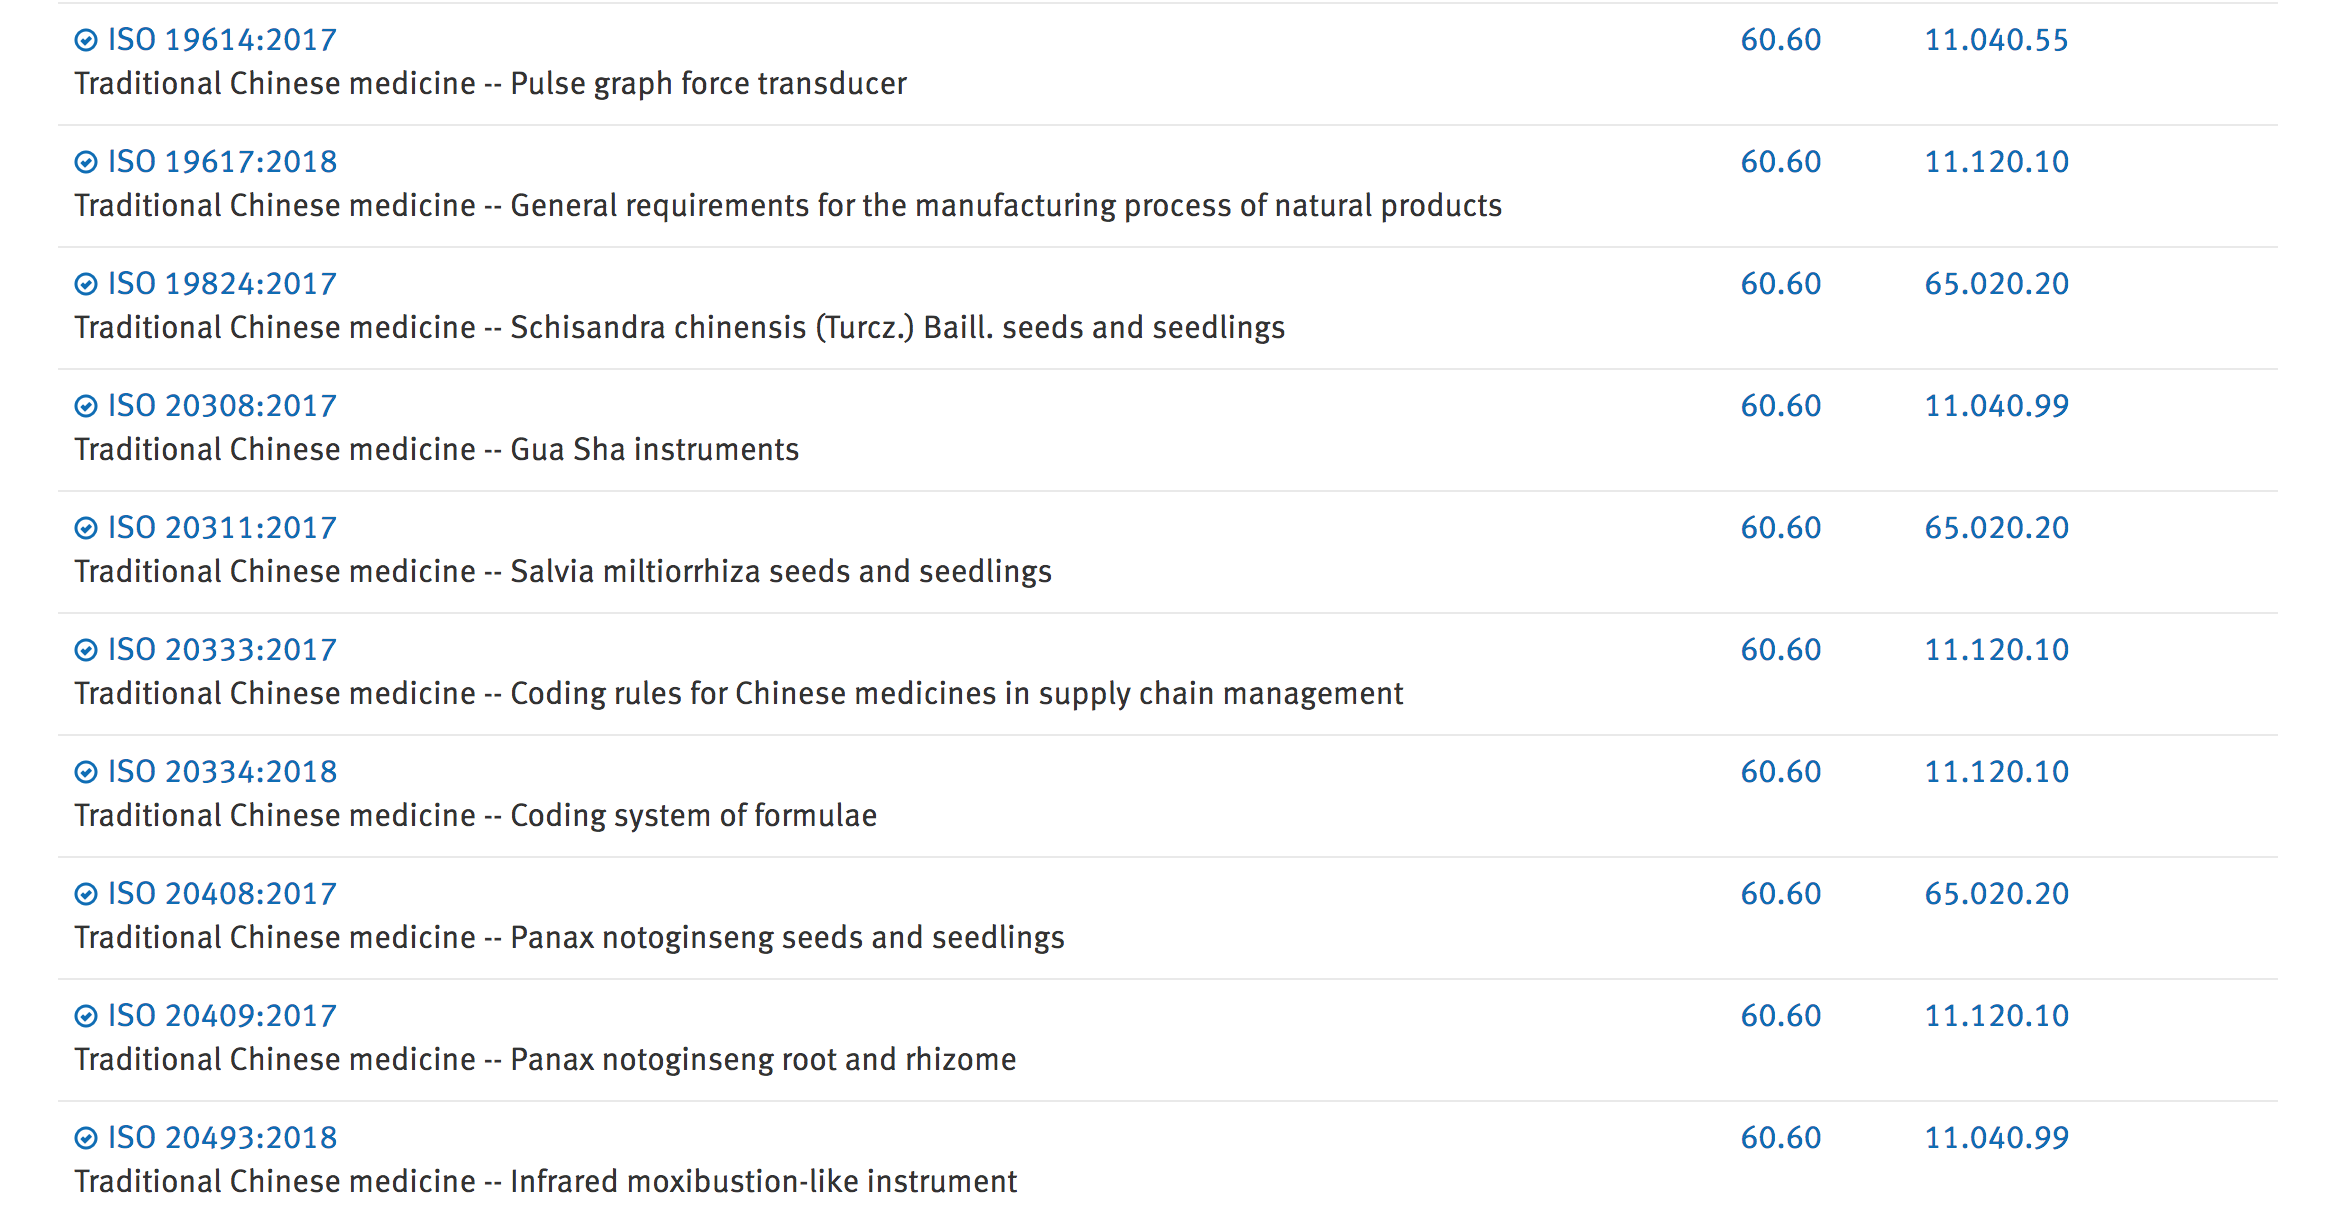 ISO 19614:2017 60.60 11.040.55
Traditional Chinese medicine -- Pulse graph force transducer
ISO 19617:2018 60.60 11.120.10
Traditional Chinese medicine -- General requirements for the manufacturing process of natural products
ISO 19824:2017 60.60 65.020.20
Traditional Chinese medicine -- Schisandra chinensis (Turcz.) Baill. seeds and seedlings
ISO 20308:2017 60.60 11.040.99
Traditional Chinese medicine -- Gua Sha instruments
ISO 20311:2017 60.60 65.020.20
Traditional Chinese medicine -- Salvia miltiorrhiza seeds and seedlings
ISO 20333:2017 60.60 11.120.10
Traditional Chinese medicine -- Coding rules for Chinese medicines in supply chain management
ISO 20334:2018 60.60 11.120.10
Traditional Chinese medicine -- Coding system of formulae
ISO 20408:2017 60.60 65.020.20
Traditional Chinese medicine -- Panax notoginseng seeds and seedlings
ISO 20409:2017 60.60 11.120.10
Traditional Chinese medicine -- Panax notoginseng root and rhizome
ISO 20493:2018 60.60 11.040.99
Traditional Chinese medicine -- Infrared moxibustion-like instrument